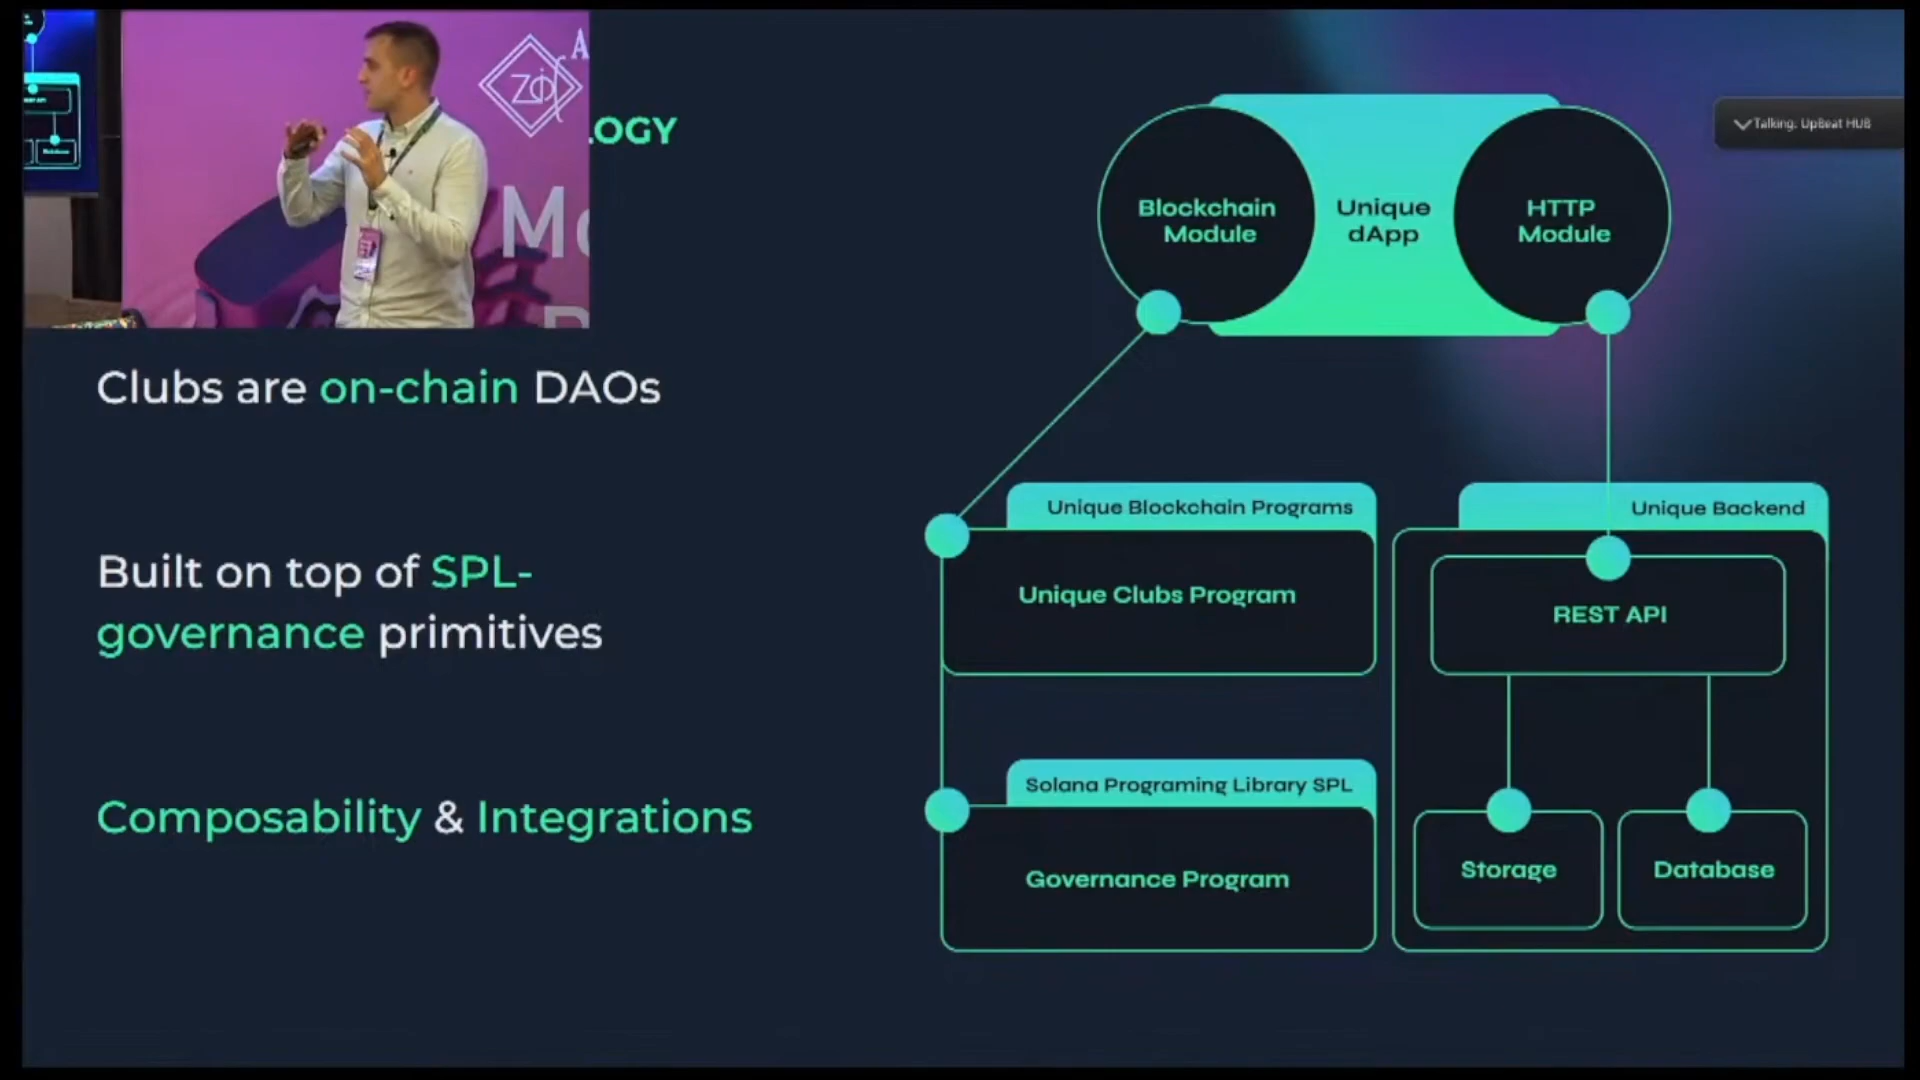 ZOJ
A
LOGY
Mo
Talking: UpBeat HUB
Clubs are on-chain DAOs
Built on top of SPL-
governance primitives
Composability & Integrations
Blockchain
Module
Unique
dApp
HTTP
Module
Unique Blockchain Programs
Unique Clubs Program
Solana Programing Library SPL
Governance Program
Unique Backend
REST API
Storage
Database